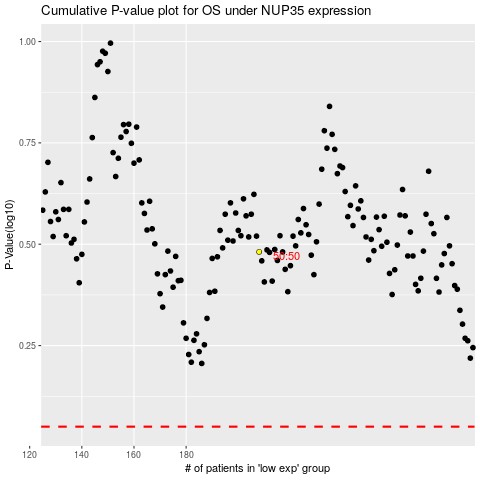 Cumulative P-value plot for OS under NUP35 expression
P-Value(log10)
1.00
0.75
0.50
0.25
50:50
120 140 160 180
# of patients in 'low exp' group